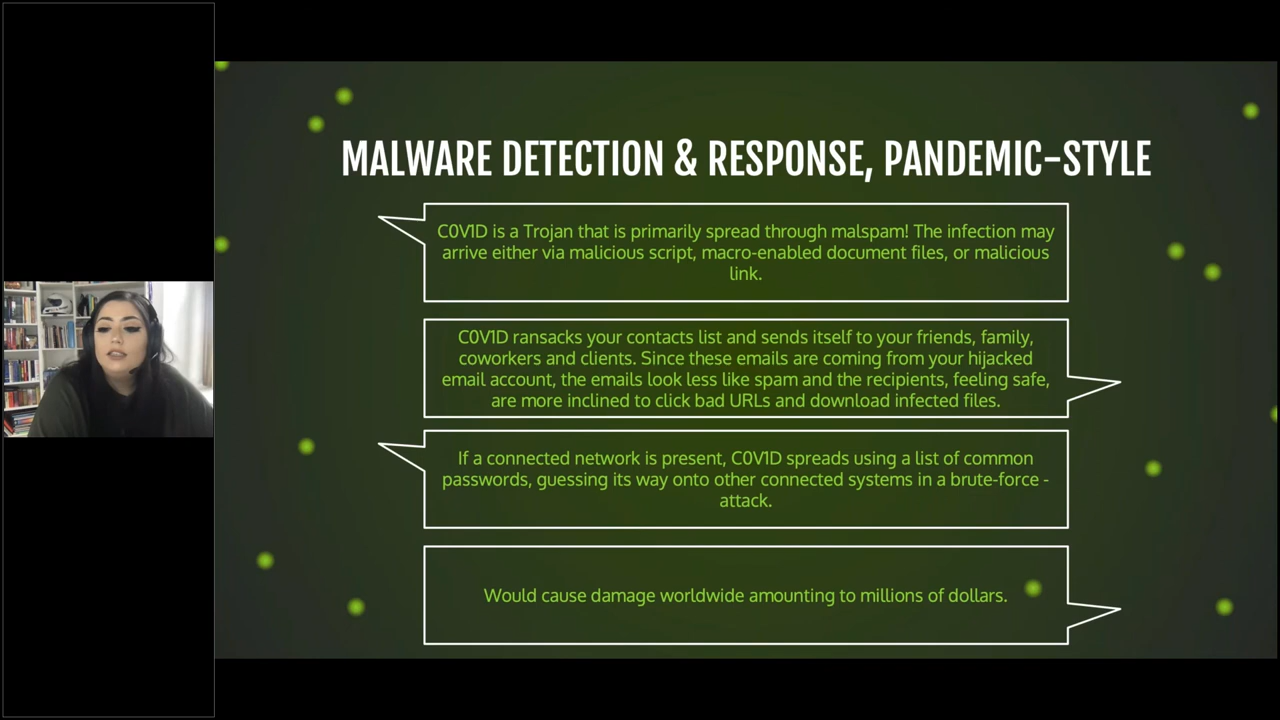 MALWARE DETECTION & RESPONSE, PANDEMIC-STYLE
C0V1D is a Trojan that is primarily spread through malspam! The infection may
arrive either via malicious script, macro-enabled document files, or malicious
link.
C0V1D ransacks your contacts list and sends itself to your friends, family,
coworkers and clients. Since these emails are coming from your hijacked
email account, the emails look less like spam and the recipients, feeling safe,
are more inclined to click bad URLs and download infected files.
If a connected network is present, C0V1D spreads using a list of common
passwords, guessing its way onto other connected systems in a brute-force -
attack.
Would cause damage worldwide amounting to millions of dollars.